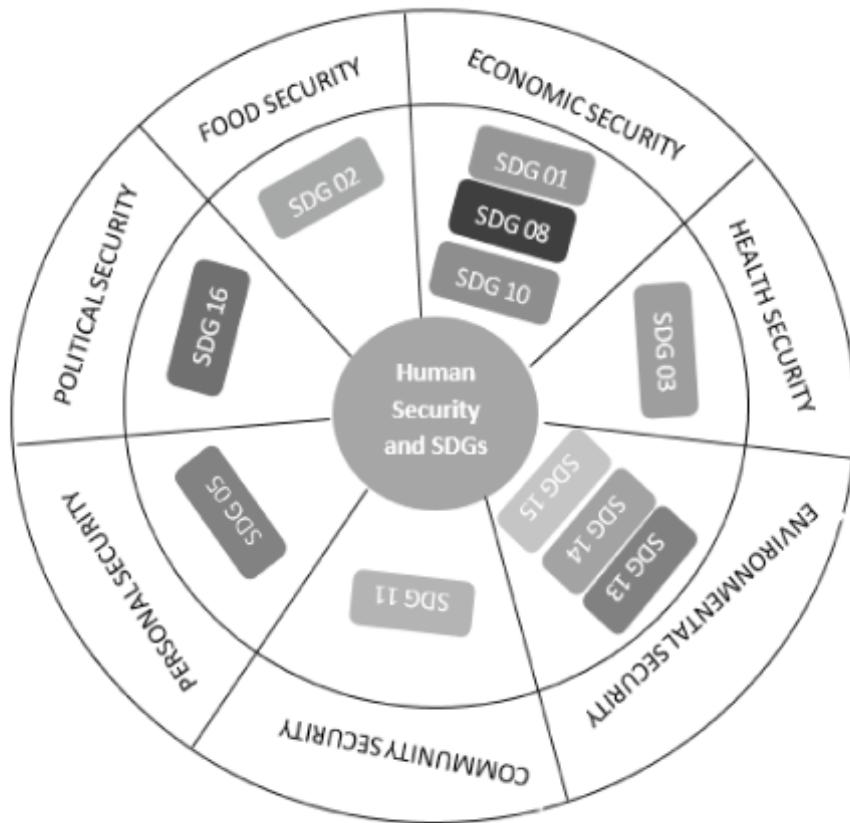 FOOD SECURITY
SDG 02
ECONOMIC SECURITY
SDG 01
SDG 08
SDG 10
HEALTH SECURITY
SDG 03
ENVIRONMENTAL SECURITY
SDG 15
SDG 14
SDG 13
COMMUNITY SECURITY
SDG 11
PERSONAL SECURITY
SDG 05
POLITICAL SECURITY
SDG 16
Human
Security
and SDGs